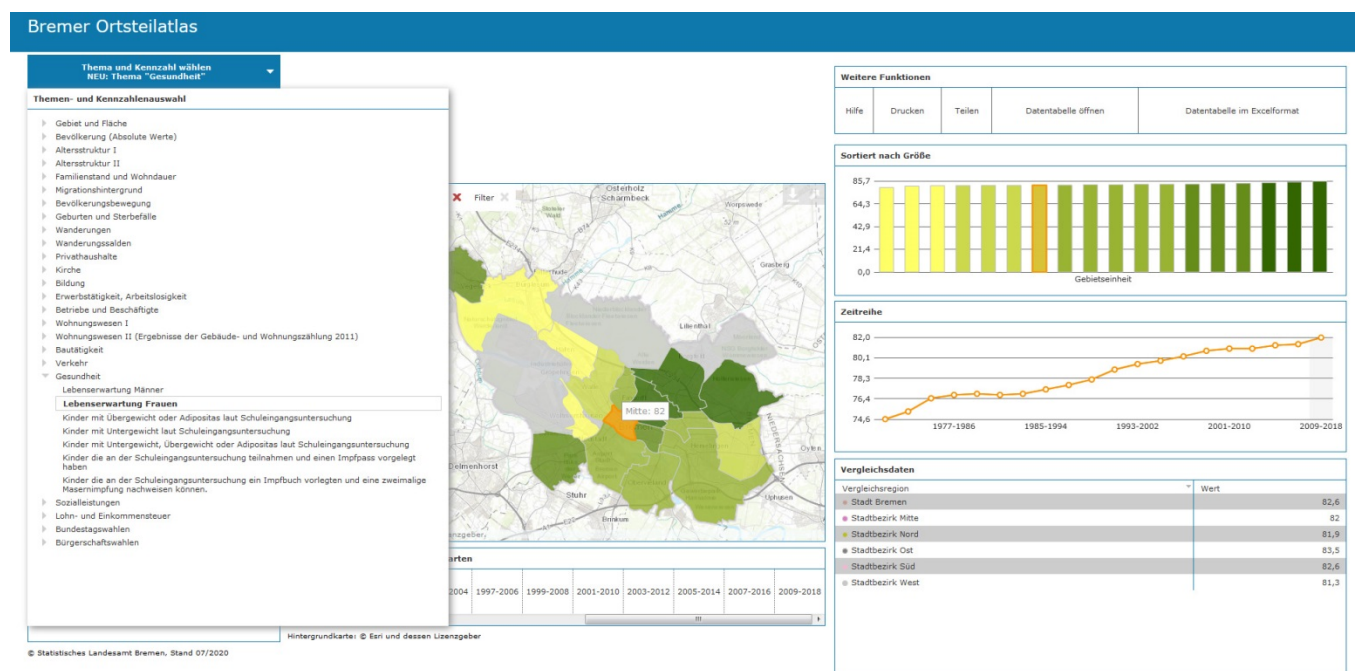 Bremer Ortsteilatlas
Thema und Kennzahl wählen
NEU: Thema "Gesundheit"
Themen- und Kennzahlenauswahl
Gebiet und Fläche
Bevölkerung (Absolute Werte)
Altersstruktur I
Altersstruktur II
Familienstand und Wohndauer
Migrationshintergrund
Bevölkerungsbewegung
Geburten und Sterbefälle
Wanderungen
Wanderungssalden
Privathaushalte
Kirche
Bildung
Erwerbstätigkeit, Arbeitslosigkeit
Betriebe und Beschäftigte
Wohnungswesen I
Wohnungswesen II (Ergebnisse der Gebäude- und Wohnungszählung 2011)
Bautätigkeit
Verkehr
Gesundheit
Lebenserwartung Männer
Lebenserwartung Frauen
Kinder mit Übergewicht oder Adipositas laut Schuleingangsuntersuchung
Kinder mit Untergewicht laut Schuleingangsuntersuchung
Kinder mit Untergewicht, Übergewicht oder Adipositas laut Schuleingangsuntersuchung
Kinder die an der Schuleingangsuntersuchung teilnahmen und einen Impfpass vorgelegt
haben
Kinder die an der Schuleingangsuntersuchung ein Impfbuch vorlegten und eine zweimalige
Masernimpfung nachweisen können.
Sozialleistungen
Lohn- und Einkommensteuer
Bundestagswahlen
Bürgerschaftswahlen
Filter
Osterholz
Scharmbeck
Worpswede
Hamme
Grasberg
Lilienthal
Mitte: 82
NIEDERSACHSEN
Oyten
Delmenhorst
Stuhr
Brinkum
Uphusen
nzgeber,
arten
2004 1997-2006 1999-2008 2001-2010 2003-2012 2005-2014 2007-2016 2009-2018
Hintergrundkarte: © Esri und dessen Lizenzgeber
© Statistisches Landesamt Bremen, Stand 07/2020
Weitere Funktionen
Hilfe Drucken Teilen Datentabelle öffnen Datentabelle im Excelformat
Sortiert nach Größe
85,7
64,3
42,9
21,4
0,0
Gebietseinheit
Zeitreihe
82,0
80,1
78,3
76,4
74,6
1977-1986 1985-1994 1993-2002 2001-2010 2009-2018
Vergleichsdaten
Vergleichsregion Wert
Stadt Bremen 82,6
Stadtbezirk Mitte 82
Stadtbezirk Nord 81,9
Stadtbezirk Ost 83,5
Stadtbezirk Süd 82,6
Stadtbezirk West 81,3